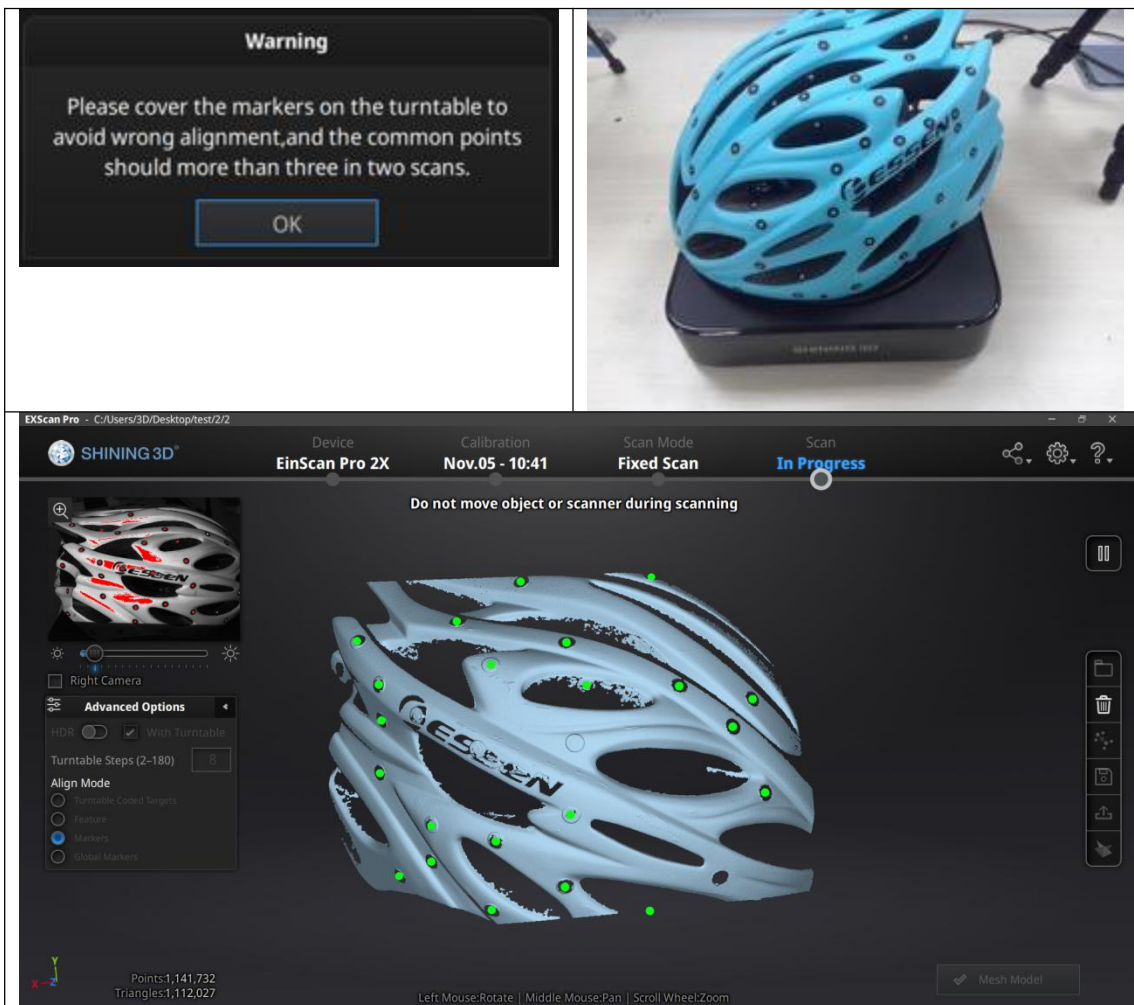 Warning
Please cover the markers on the turntable to
avoid wrong alignment,and the common points
should more than three in two scans.
OK
ESSEN
SHINING 3D
EXScan Pro - C:/Users/3D/Desktop/test/2/2
SHINING 3D®
Device
EinScan Pro 2X
Calibration
Nov.05 - 10:41
Scan Mode
Fixed Scan
Scan
In Progress
Do not move object or scanner during scanning
ESSEN
ESSEN
Right Camera
Advanced Options
HDR
With Turntable
Turntable Steps (2–180)
8
Align Mode
Turntable Coded Targets
Feature
Markers
Global Markers
Y
X
Z
Points:1,141,732
Triangles:1,112,027
Left Mouse:Rotate | Middle Mouse:Pan | Scroll Wheel:Zoom
Mesh Model